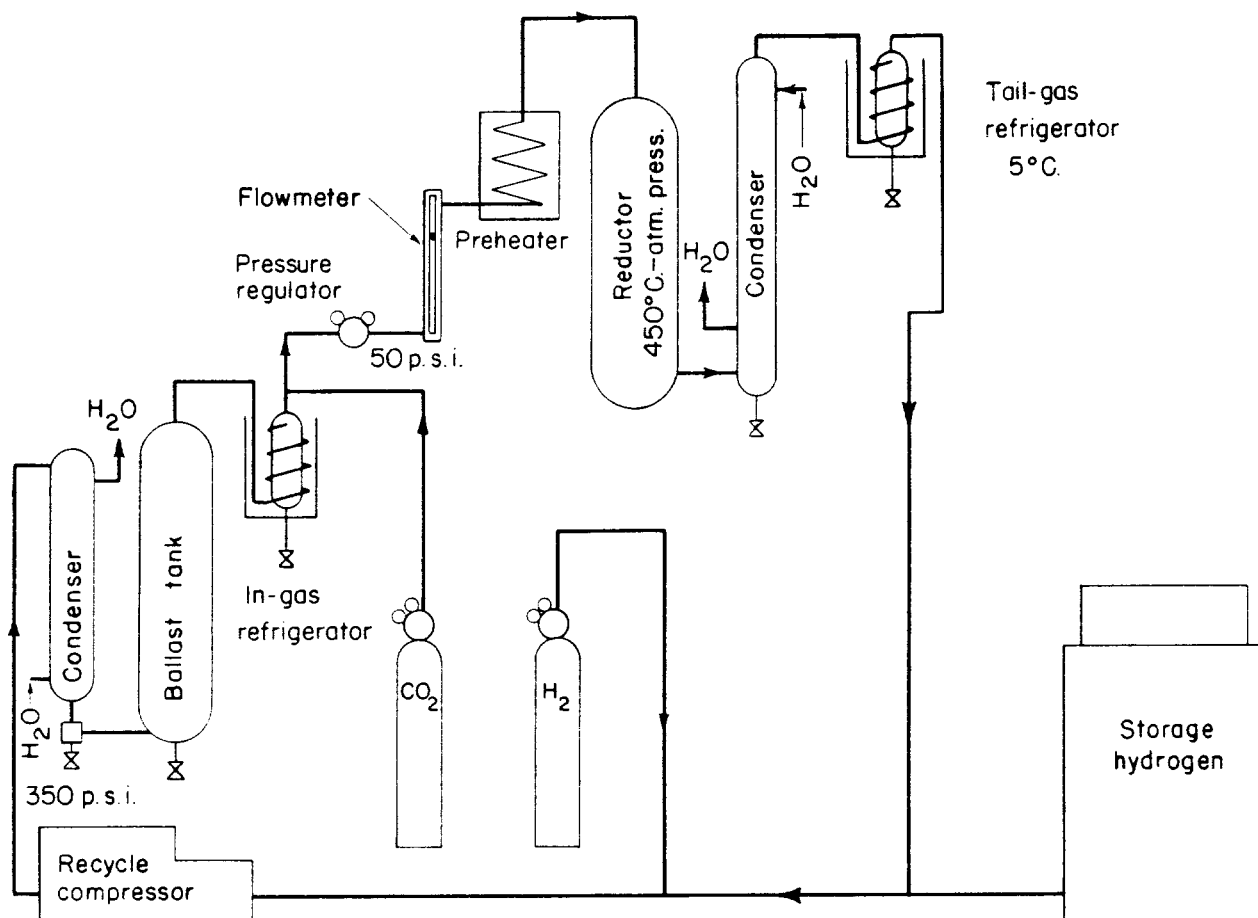 Tail-gas
refrigerator
5°C.
H2O
Condenser
Reductor
450°C.-atm. press.
H2O
Preheater
Flowmeter
Pressure
regulator
50 p.s.i.
H2O
Condenser
Ballast tank
In-gas
refrigerator
H2O
350 p.s.i.
CO2
H2
Storage
hydrogen
Recycle
compressor